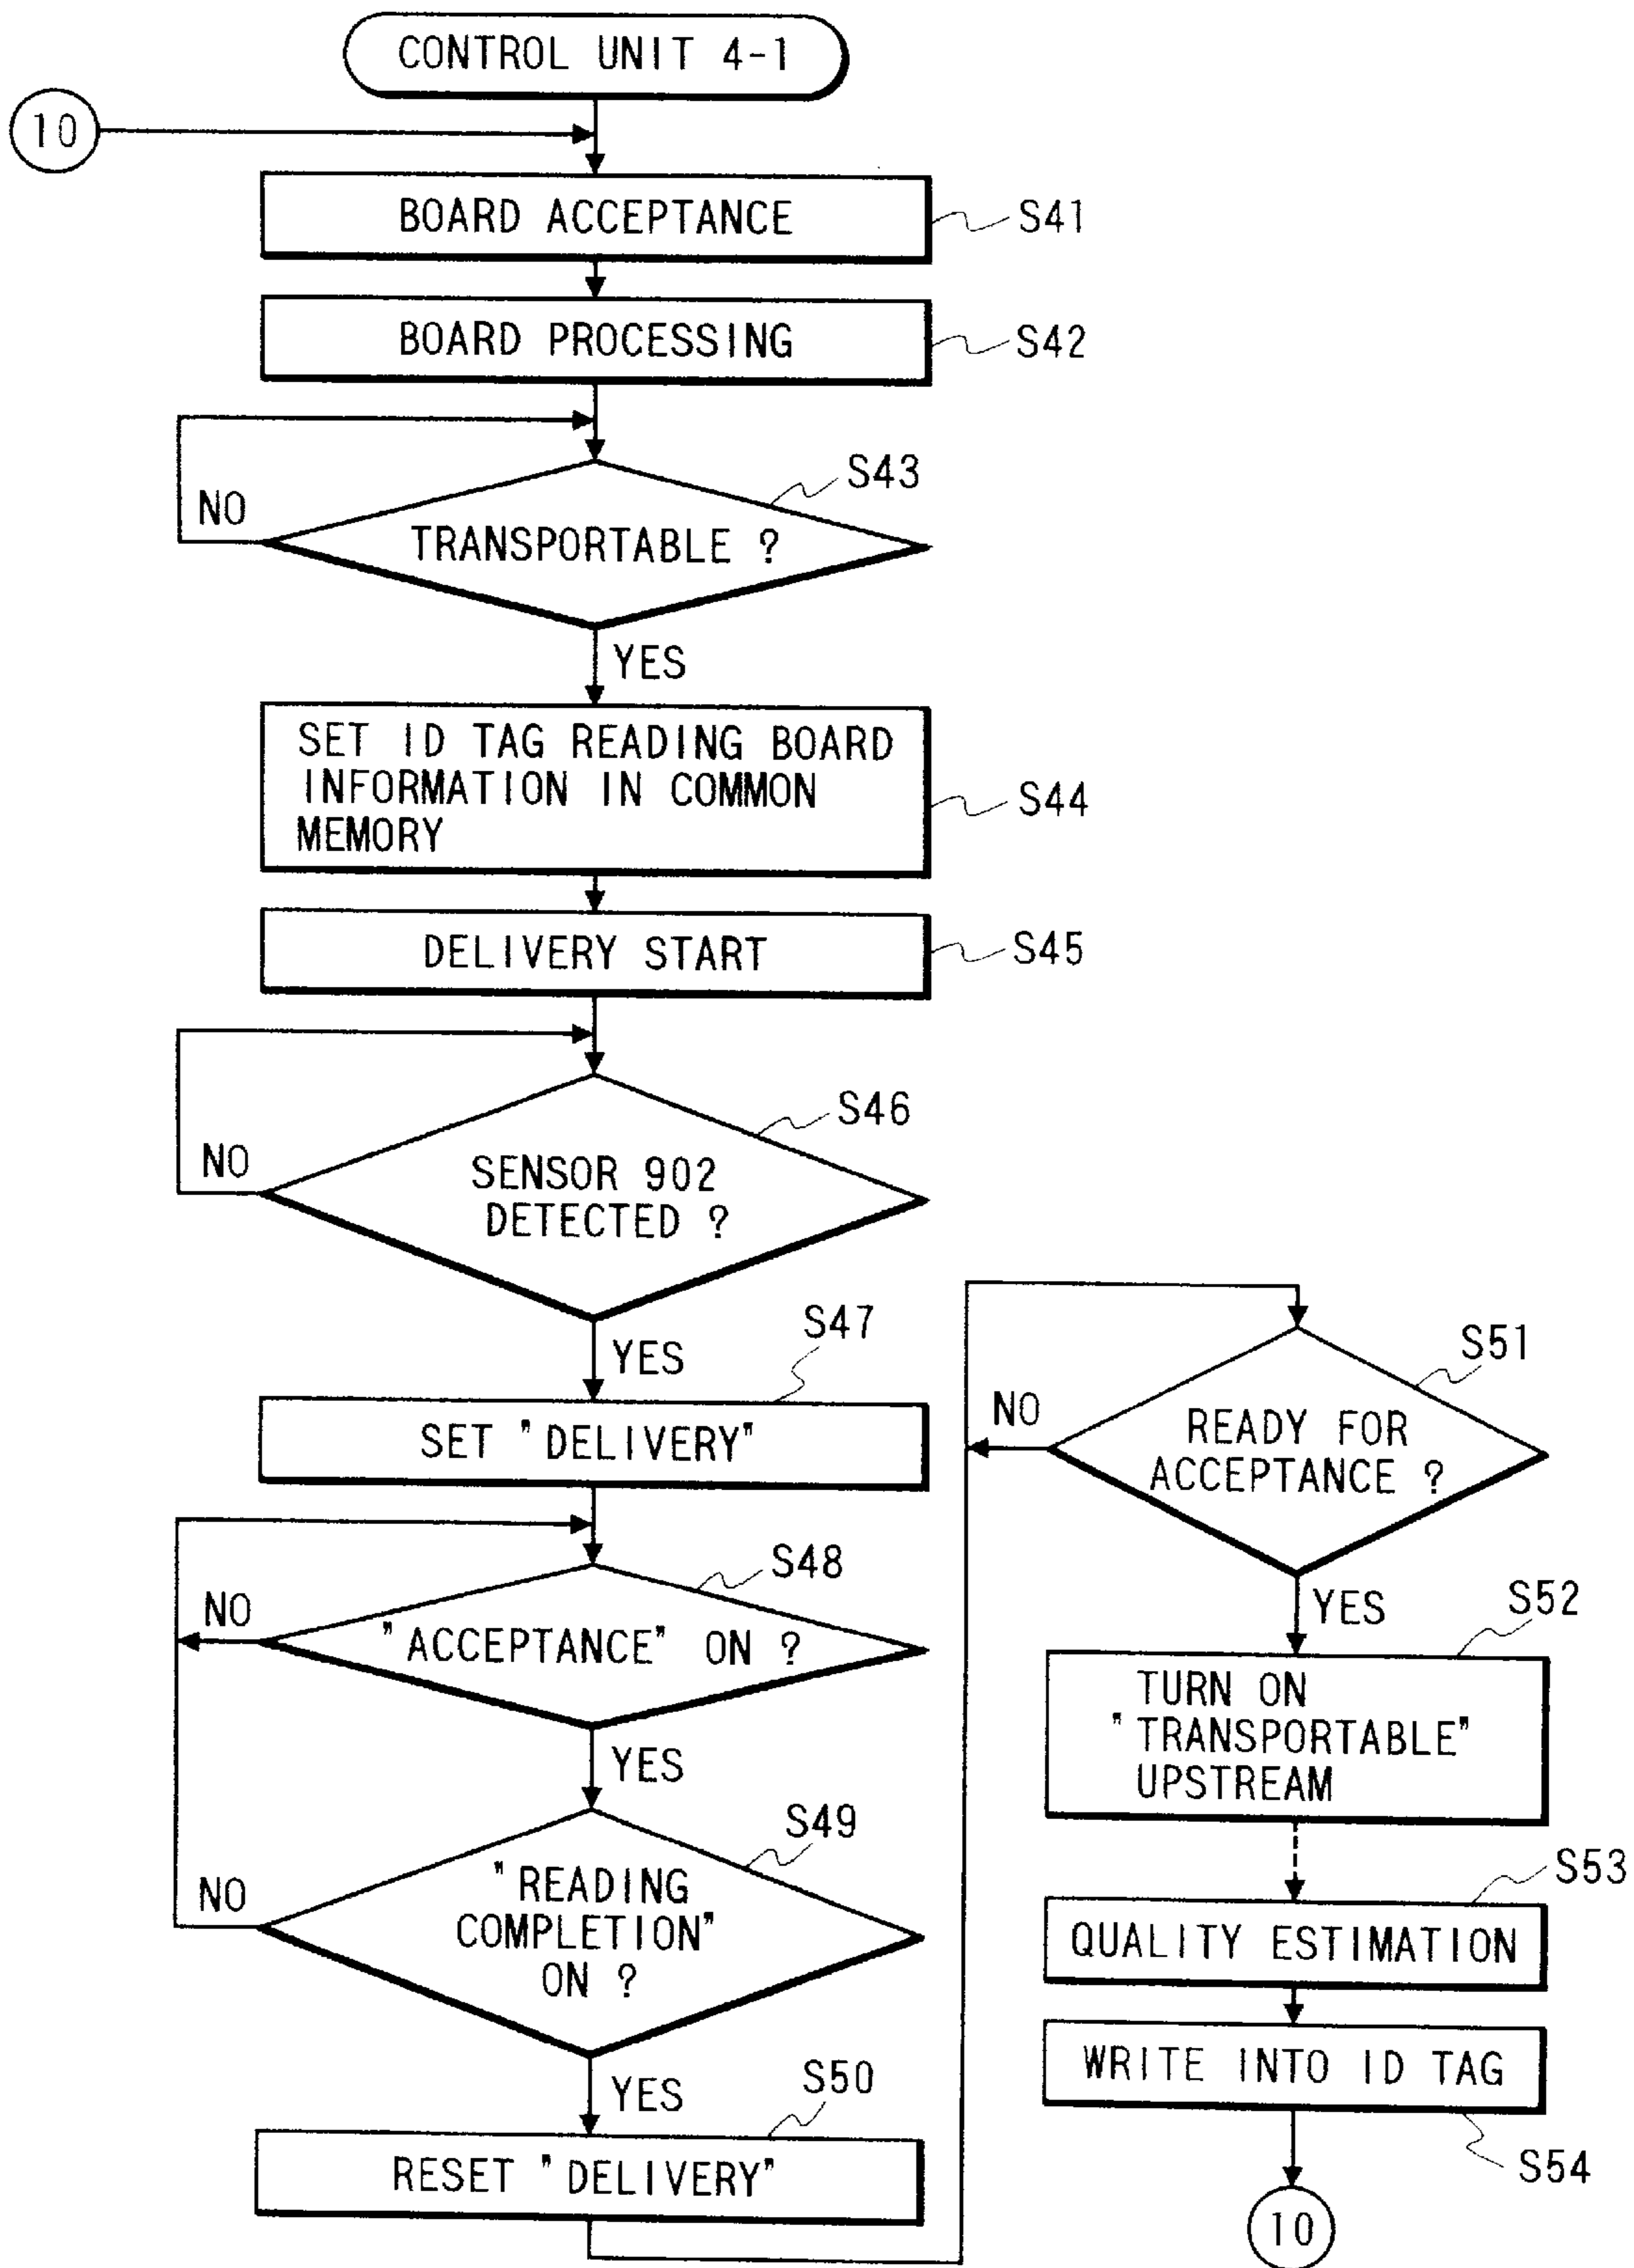 CONTROL UNIT 4-1
10
BOARD ACCEPTANCE
S41
BOARD PROCESSING
S42
S43
NO
TRANSPORTABLE ?
YES
SET ID TAG READING BOARD
INFORMATION IN COMMON
MEMORY
S44
DELIVERY START
S45
S46
NO
SENSOR 902
DETECTED ?
YES
S47
SET "DELIVERY"
S48
NO
"ACCEPTANCE" ON ?
YES
S49
NO
"READING
COMPLETION"
ON ?
YES
S50
RESET "DELIVERY"
S51
NO
READY FOR
ACCEPTANCE ?
YES
S52
TURN ON
"TRANSPORTABLE"
UPSTREAM
S53
QUALITY ESTIMATION
WRITE INTO ID TAG
S54
10